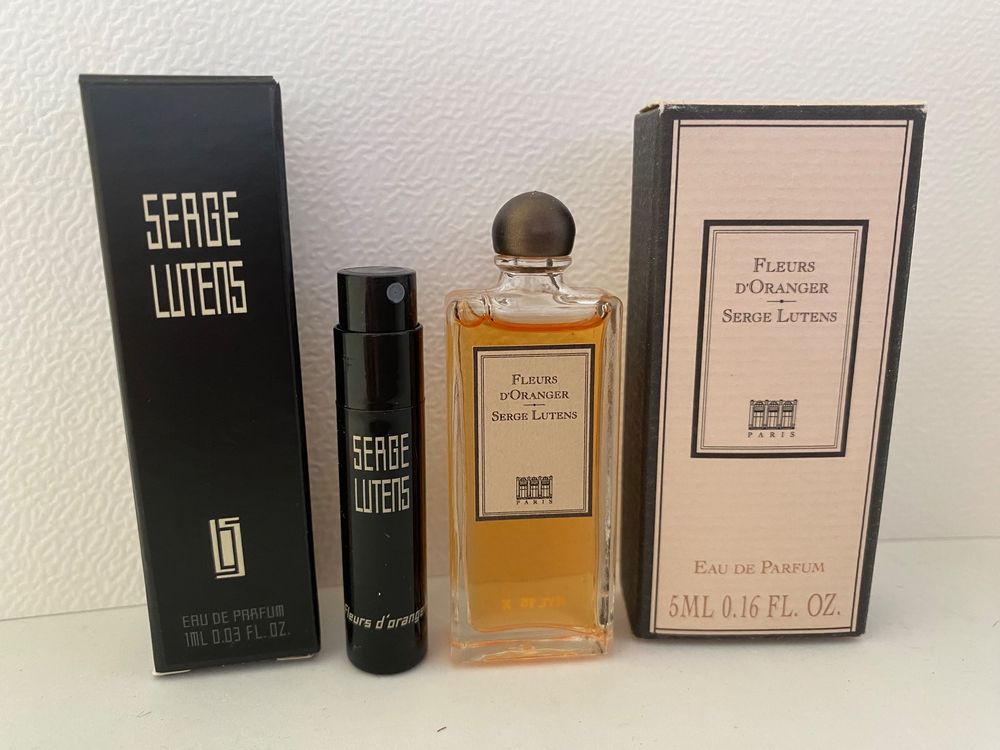 SERGE
LUTENS
EAU DE PARFUM
1ML 0.03 FL. OZ.
SERGE
LUTENS
fleurs d'oranger
FLEURS
D'ORANGER
SERGE LUTENS
PARIS
FLEURS
D'ORANGER
SERGE LUTENS
PARIS
EAU DE PARFUM
5ML 0.16 FL. OZ.